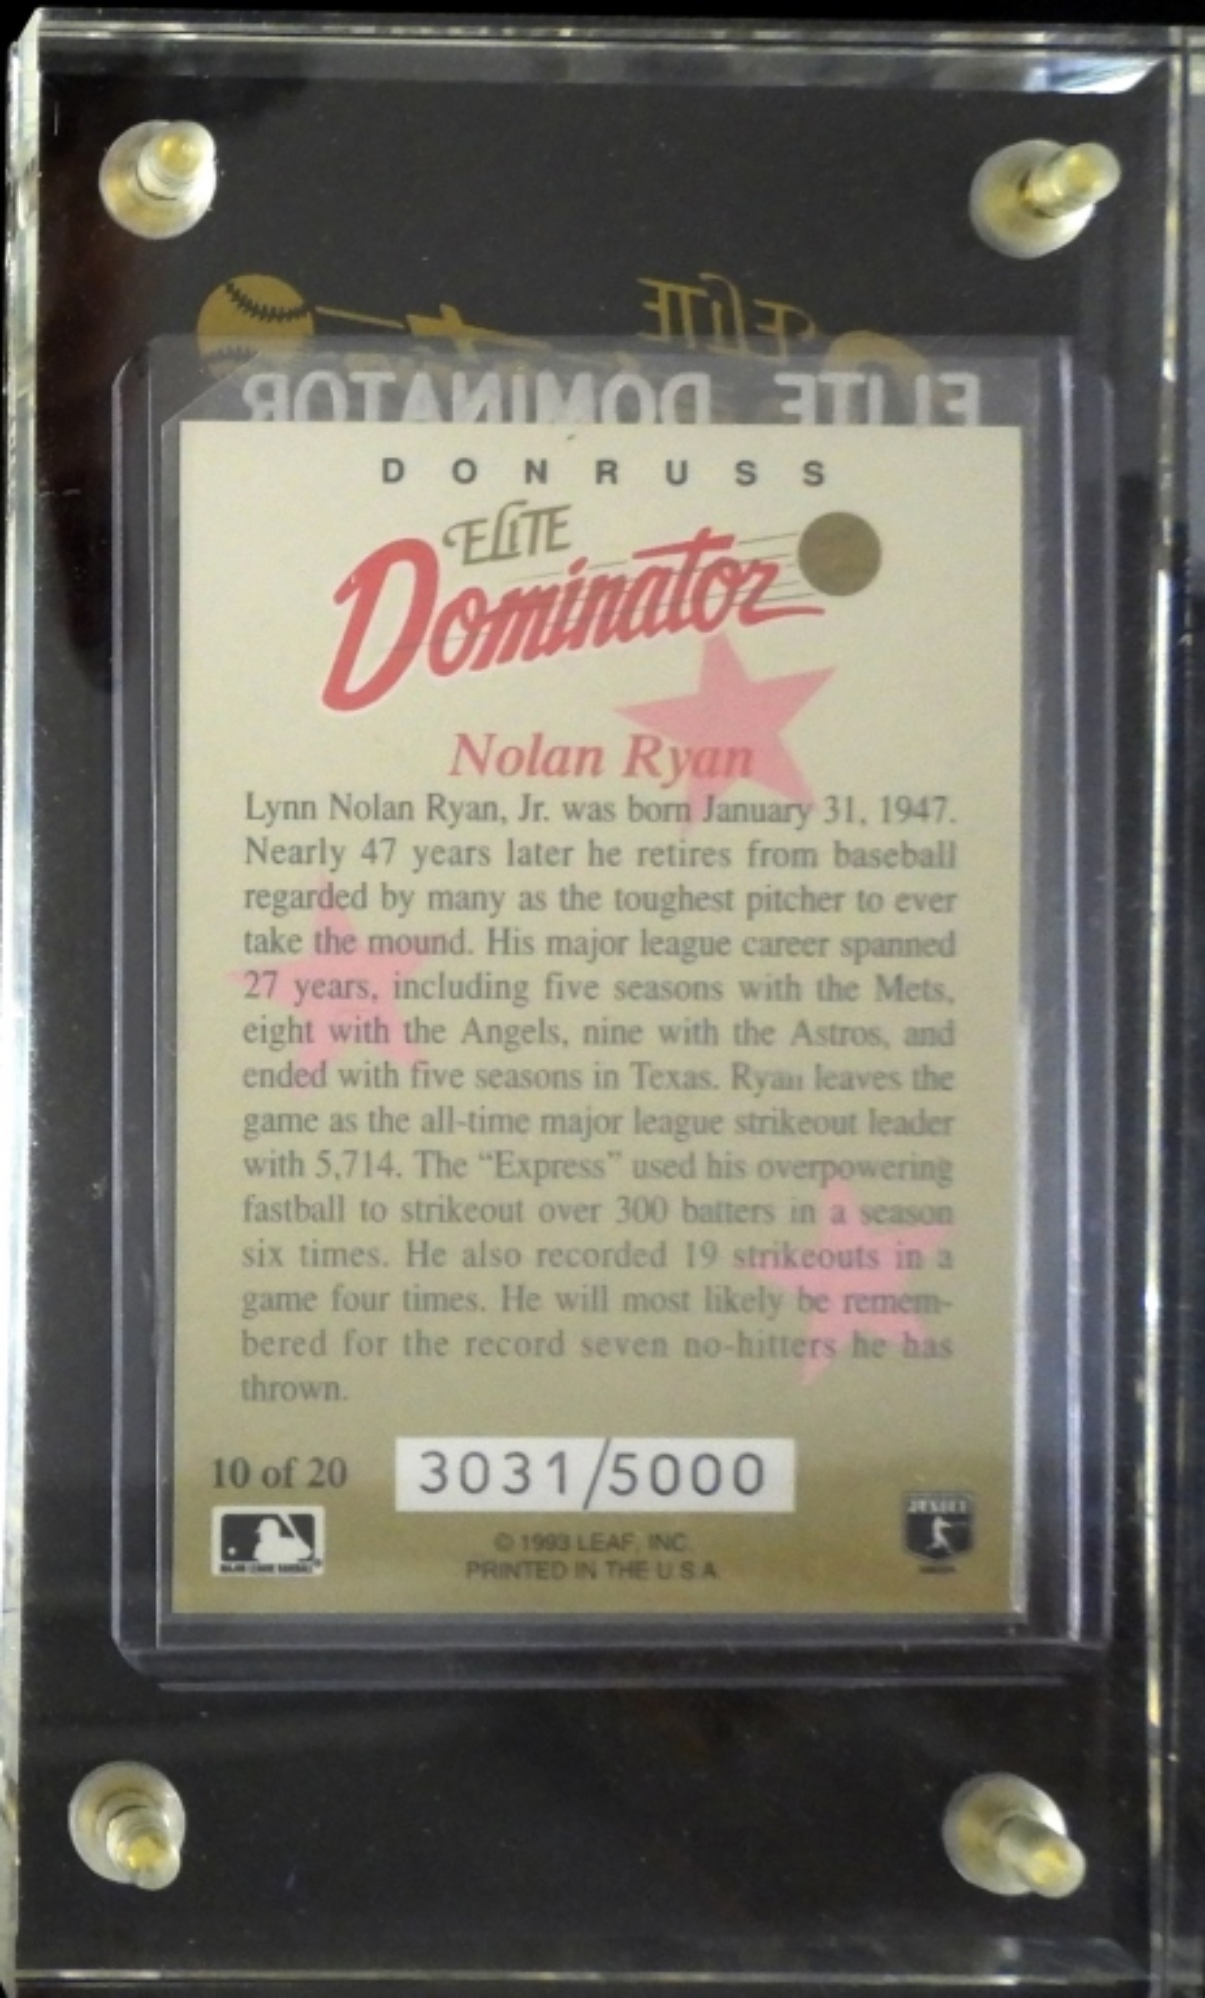 ELITE
ELITE DOMINATOR
DONRUSS
ELITE
Dominator
Nolan Ryan
Lynn Nolan Ryan, Jr. was born January 31, 1947.
Nearly 47 years later he retires from baseball
regarded by many as the toughest pitcher to ever
take the mound. His major league career spanned
27 years, including five seasons with the Mets,
eight with the Angels, nine with the Astros, and
ended with five seasons in Texas. Ryan leaves the
game as the all-time major league strikeout leader
with 5,714. The “Express” used his overpowering
fastball to strikeout over 300 batters in a season
six times. He also recorded 19 strikeouts in a
game four times. He will most likely be remem-
bered for the record seven no-hitters he has
thrown.
10 of 20
3031/5000
© 1993 LEAF, INC.
PRINTED IN THE U.S.A.